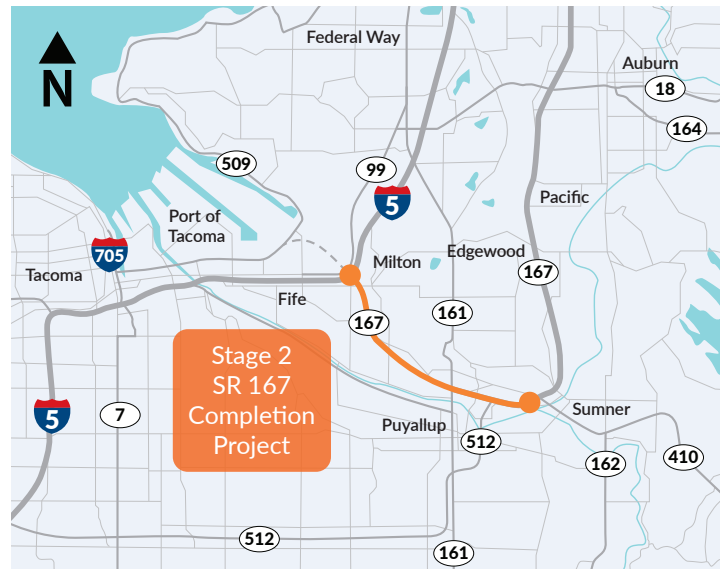 N
Federal Way
Auburn
18
164
509
99
5
Pacific
Port of
Tacoma
705
Tacoma
Milton
Edgewood
167
Fife
167
161
Stage 2
SR 167
Completion
Project
5
7
Puyallup
Sumner
512
162
410
512
161